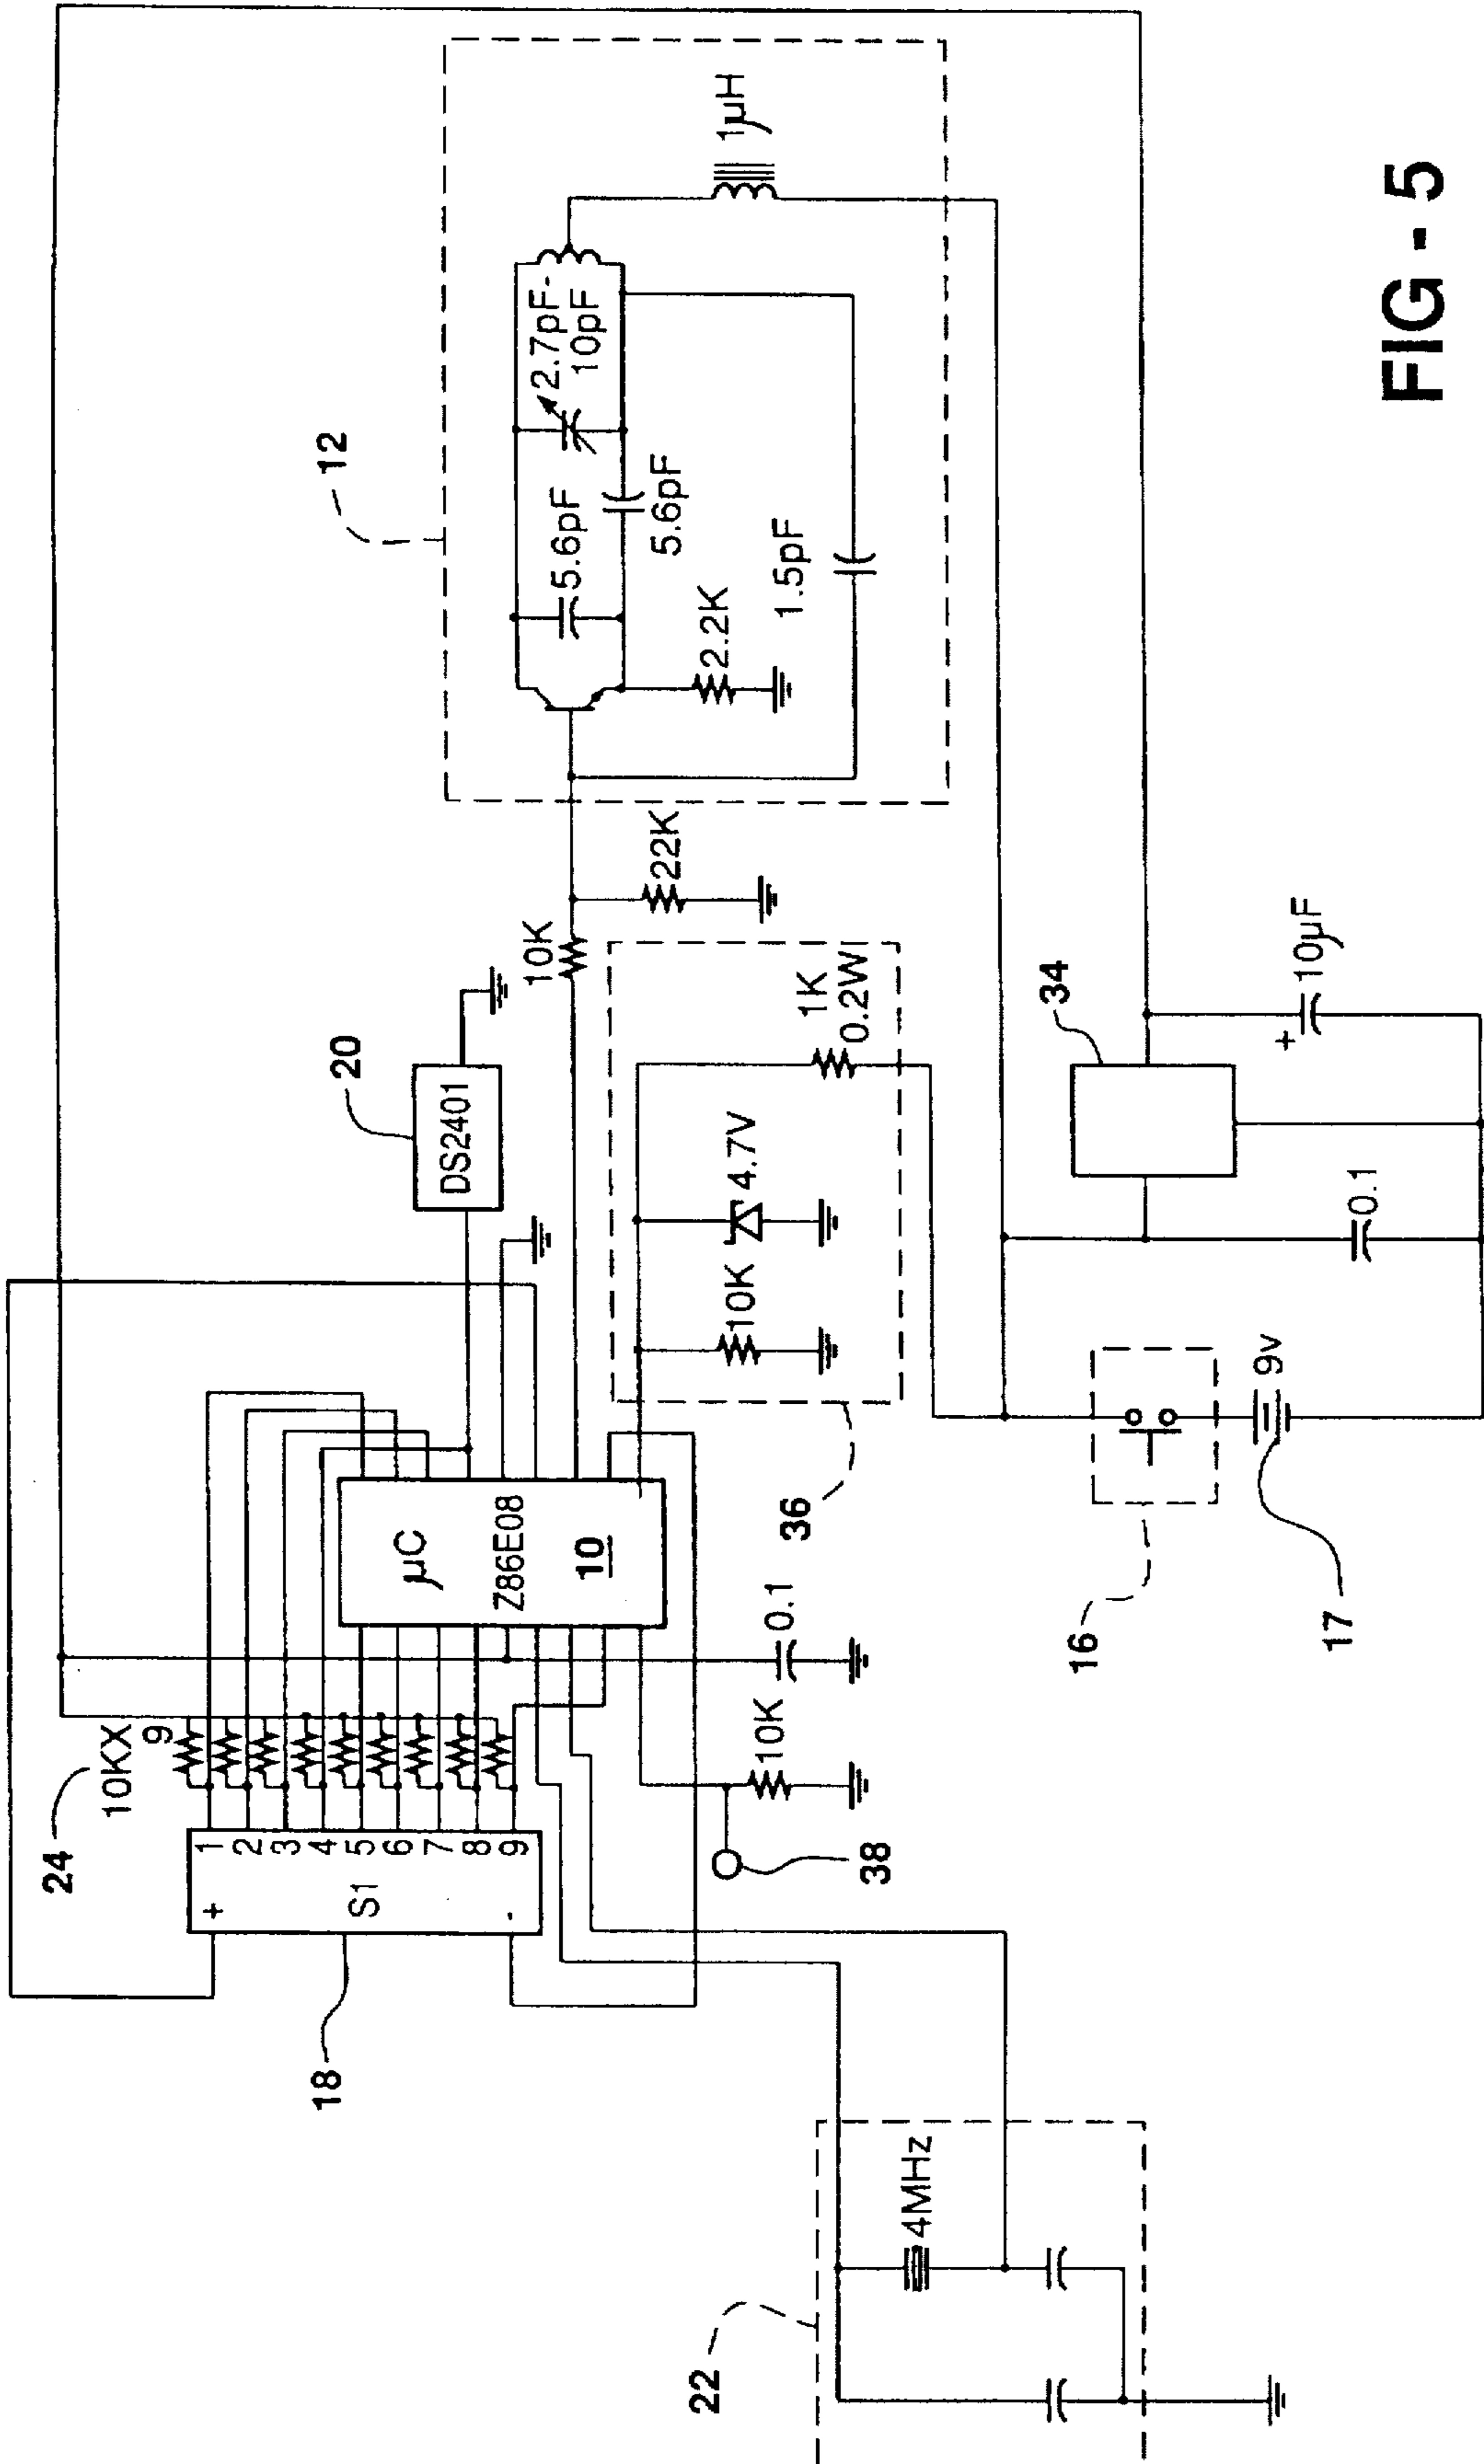 24
10KX
9
18
S1
+
-
1
2
3
4
5
6
7
8
9
µC
Z86E08
10
20
DS2401
12
5.6pF
2.7pF-
10pF
5.6pF
1.5pF
2.2K
1µH
10K
22K
36
10K
4.7V
1K
0.2W
0.1
10K
38
22
4MHz
16
17
9v
34
0.1
+
10µF
FIG - 5